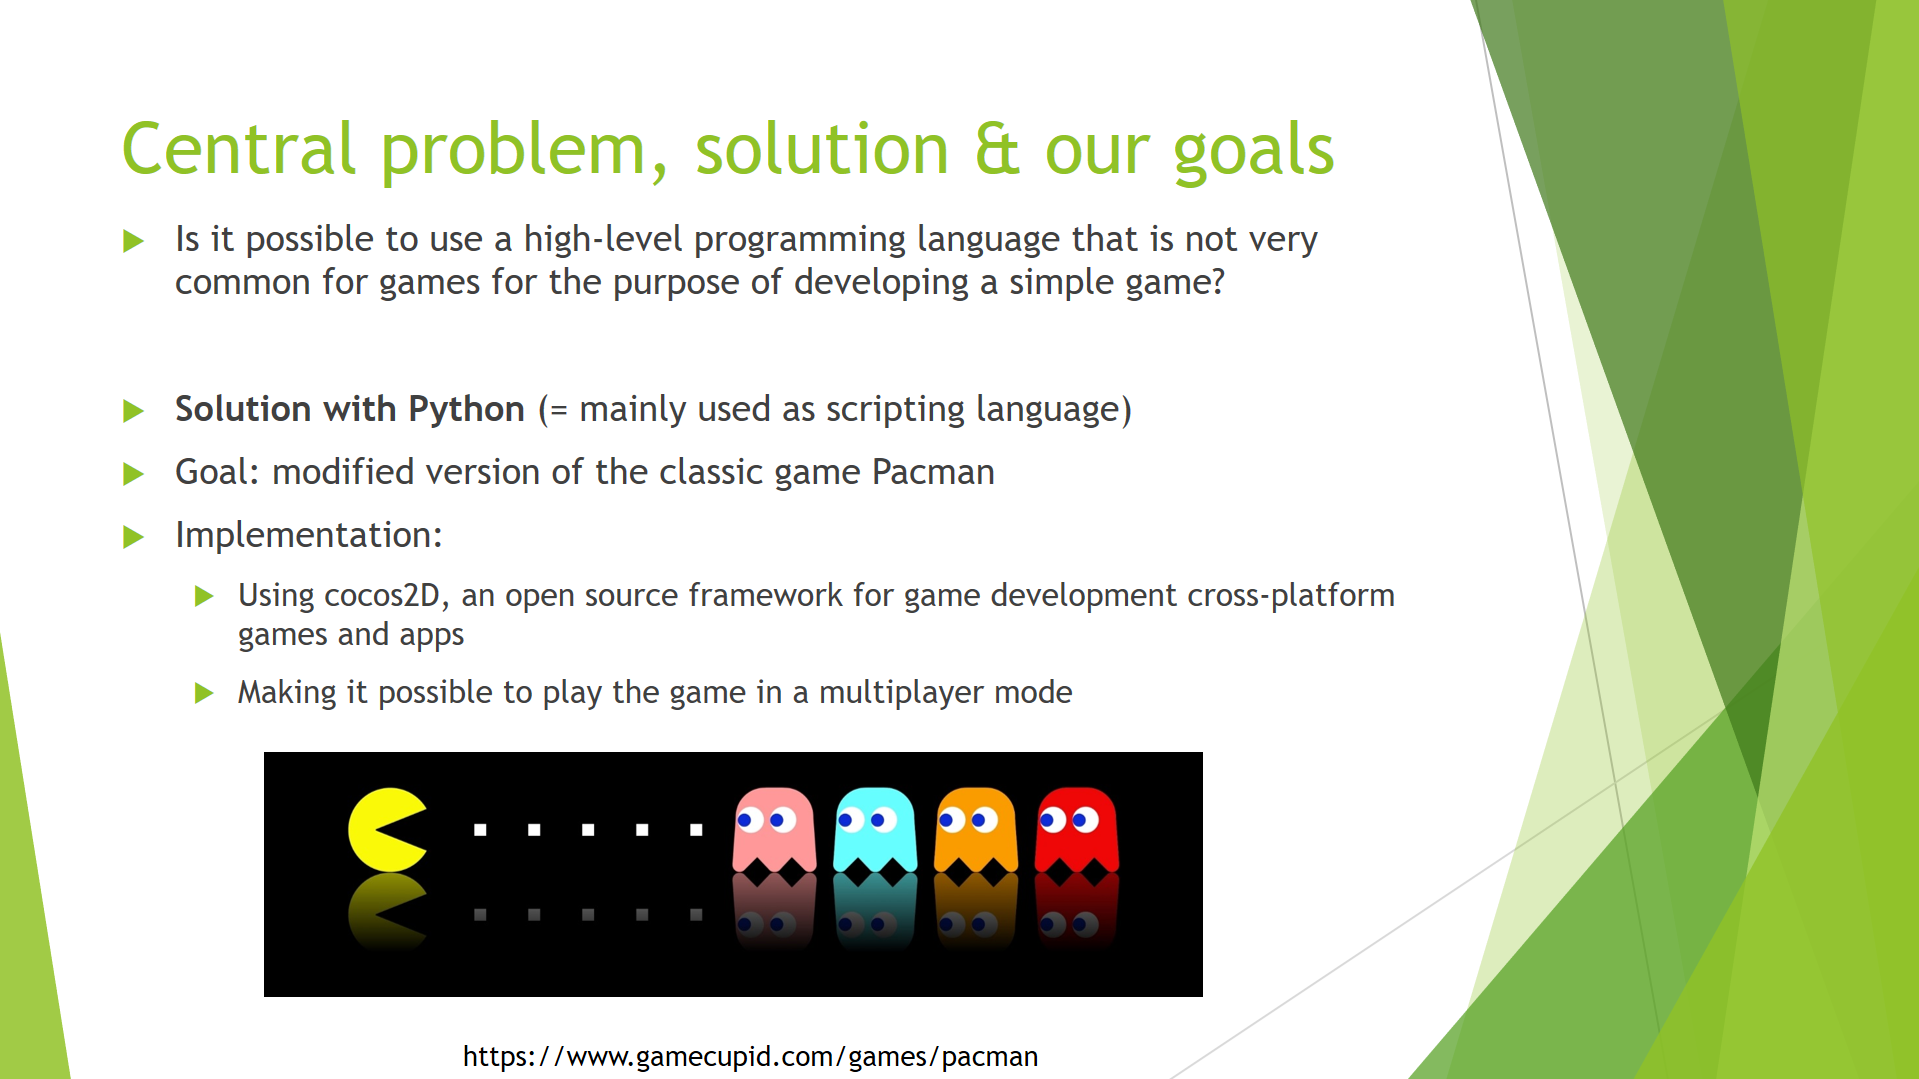 Central problem, solution & our goals
Is it possible to use a high-level programming language that is not very
common for games for the purpose of developing a simple game?
Solution with Python (= mainly used as scripting language)
Goal: modified version of the classic game Pacman
Implementation:
Using cocos2D, an open source framework for game development cross-platform
games and apps
Making it possible to play the game in a multiplayer mode
https://www.gamecupid.com/games/pacman